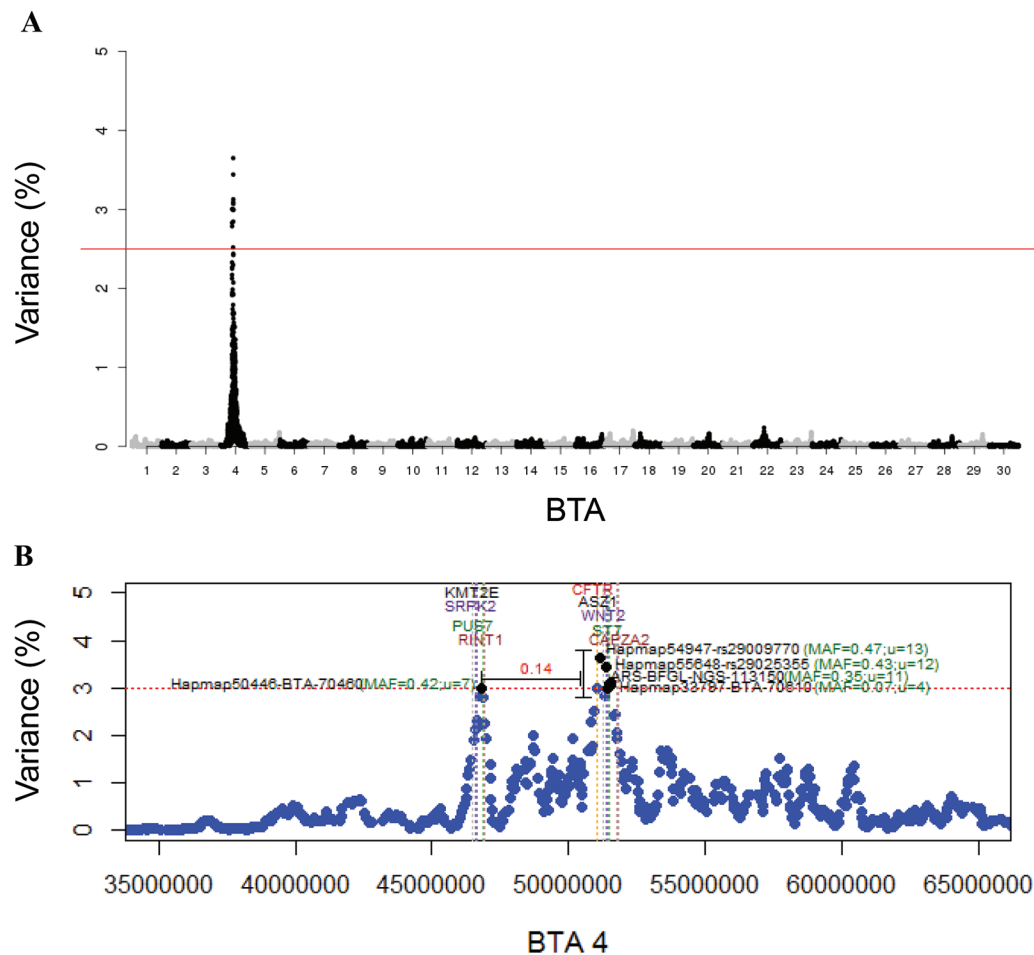 A
Variance (%)
5
4
3
2
1
0
1 2 3 4 5 6 7 8 9 10 11 12 13 14 15 16 17 18 19 20 21 22 23 24 25 26 27 28 29 30
BTA
B
Variance (%)
5
4
3
2
1
0
KMT2E
SRPK2
PUS7
RINT1
CFTR
ASZ1
WNT2
ST7
CAPZA2
Hapmap54947-rs29009770 (MAF=0.47;u=13)
Hapmap55648-rs29025355 (MAF=0.43;u=12)
0.14
ARS-BFGL-NGS-113150(MAF=0.35;u=11)
Hapmap50446-BTA-70460(MAF=0.42;u=7)
Hapmap33797-BTA-70610(MAF=0.07;u=4)
35000000 40000000 45000000 50000000 55000000 60000000 65000000
BTA 4